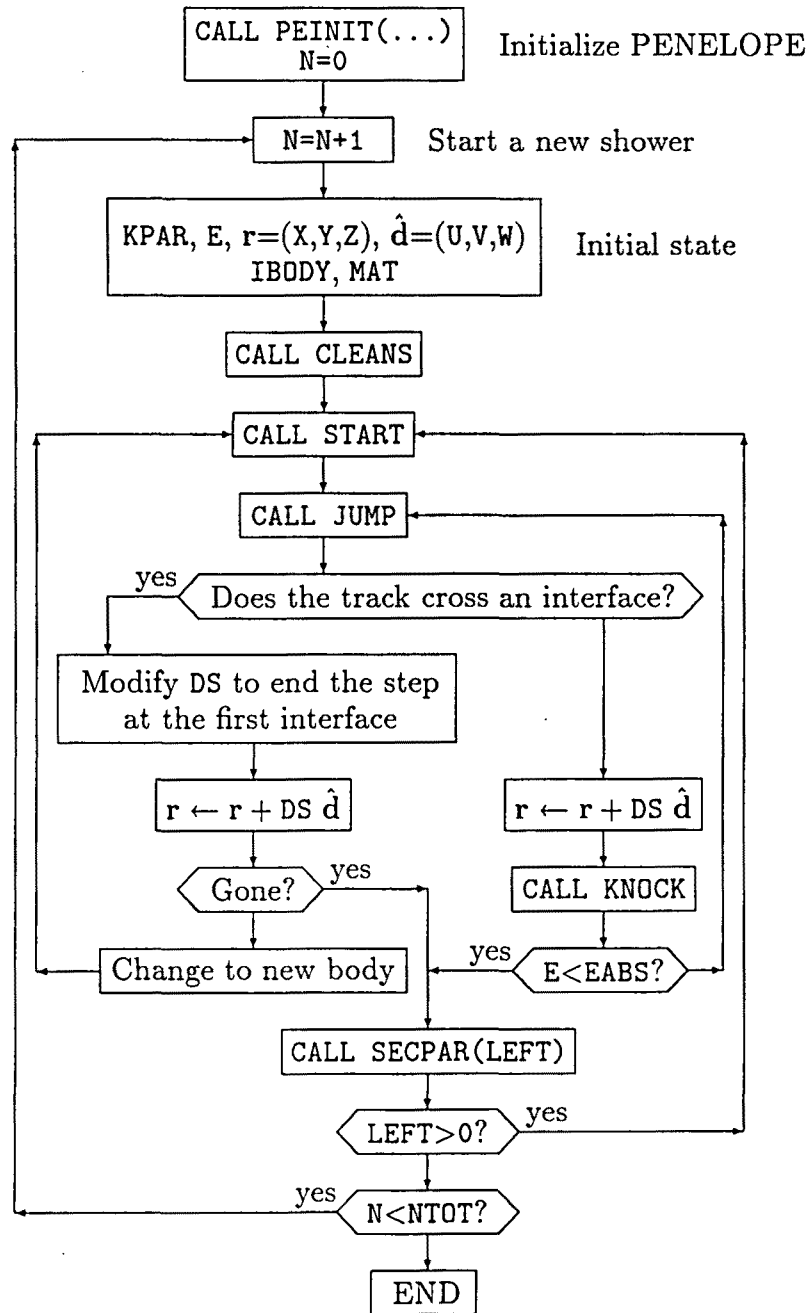 CALL PEINIT(...)
N=0
Initialize PENELOPE
N=N+1
Start a new shower
KPAR, E, r=(X,Y,Z), d̂=(U,V,W)
IBODY, MAT
Initial state
CALL CLEANS
CALL START
CALL JUMP
yes
Does the track cross an interface?
Modify DS to end the step
at the first interface
r ← r + DS d̂
r ← r + DS d̂
Gone?
yes
CALL KNOCK
Change to new body
yes
E<EABS?
CALL SECPAR(LEFT)
LEFT>0?
yes
yes
N<NTOT?
END